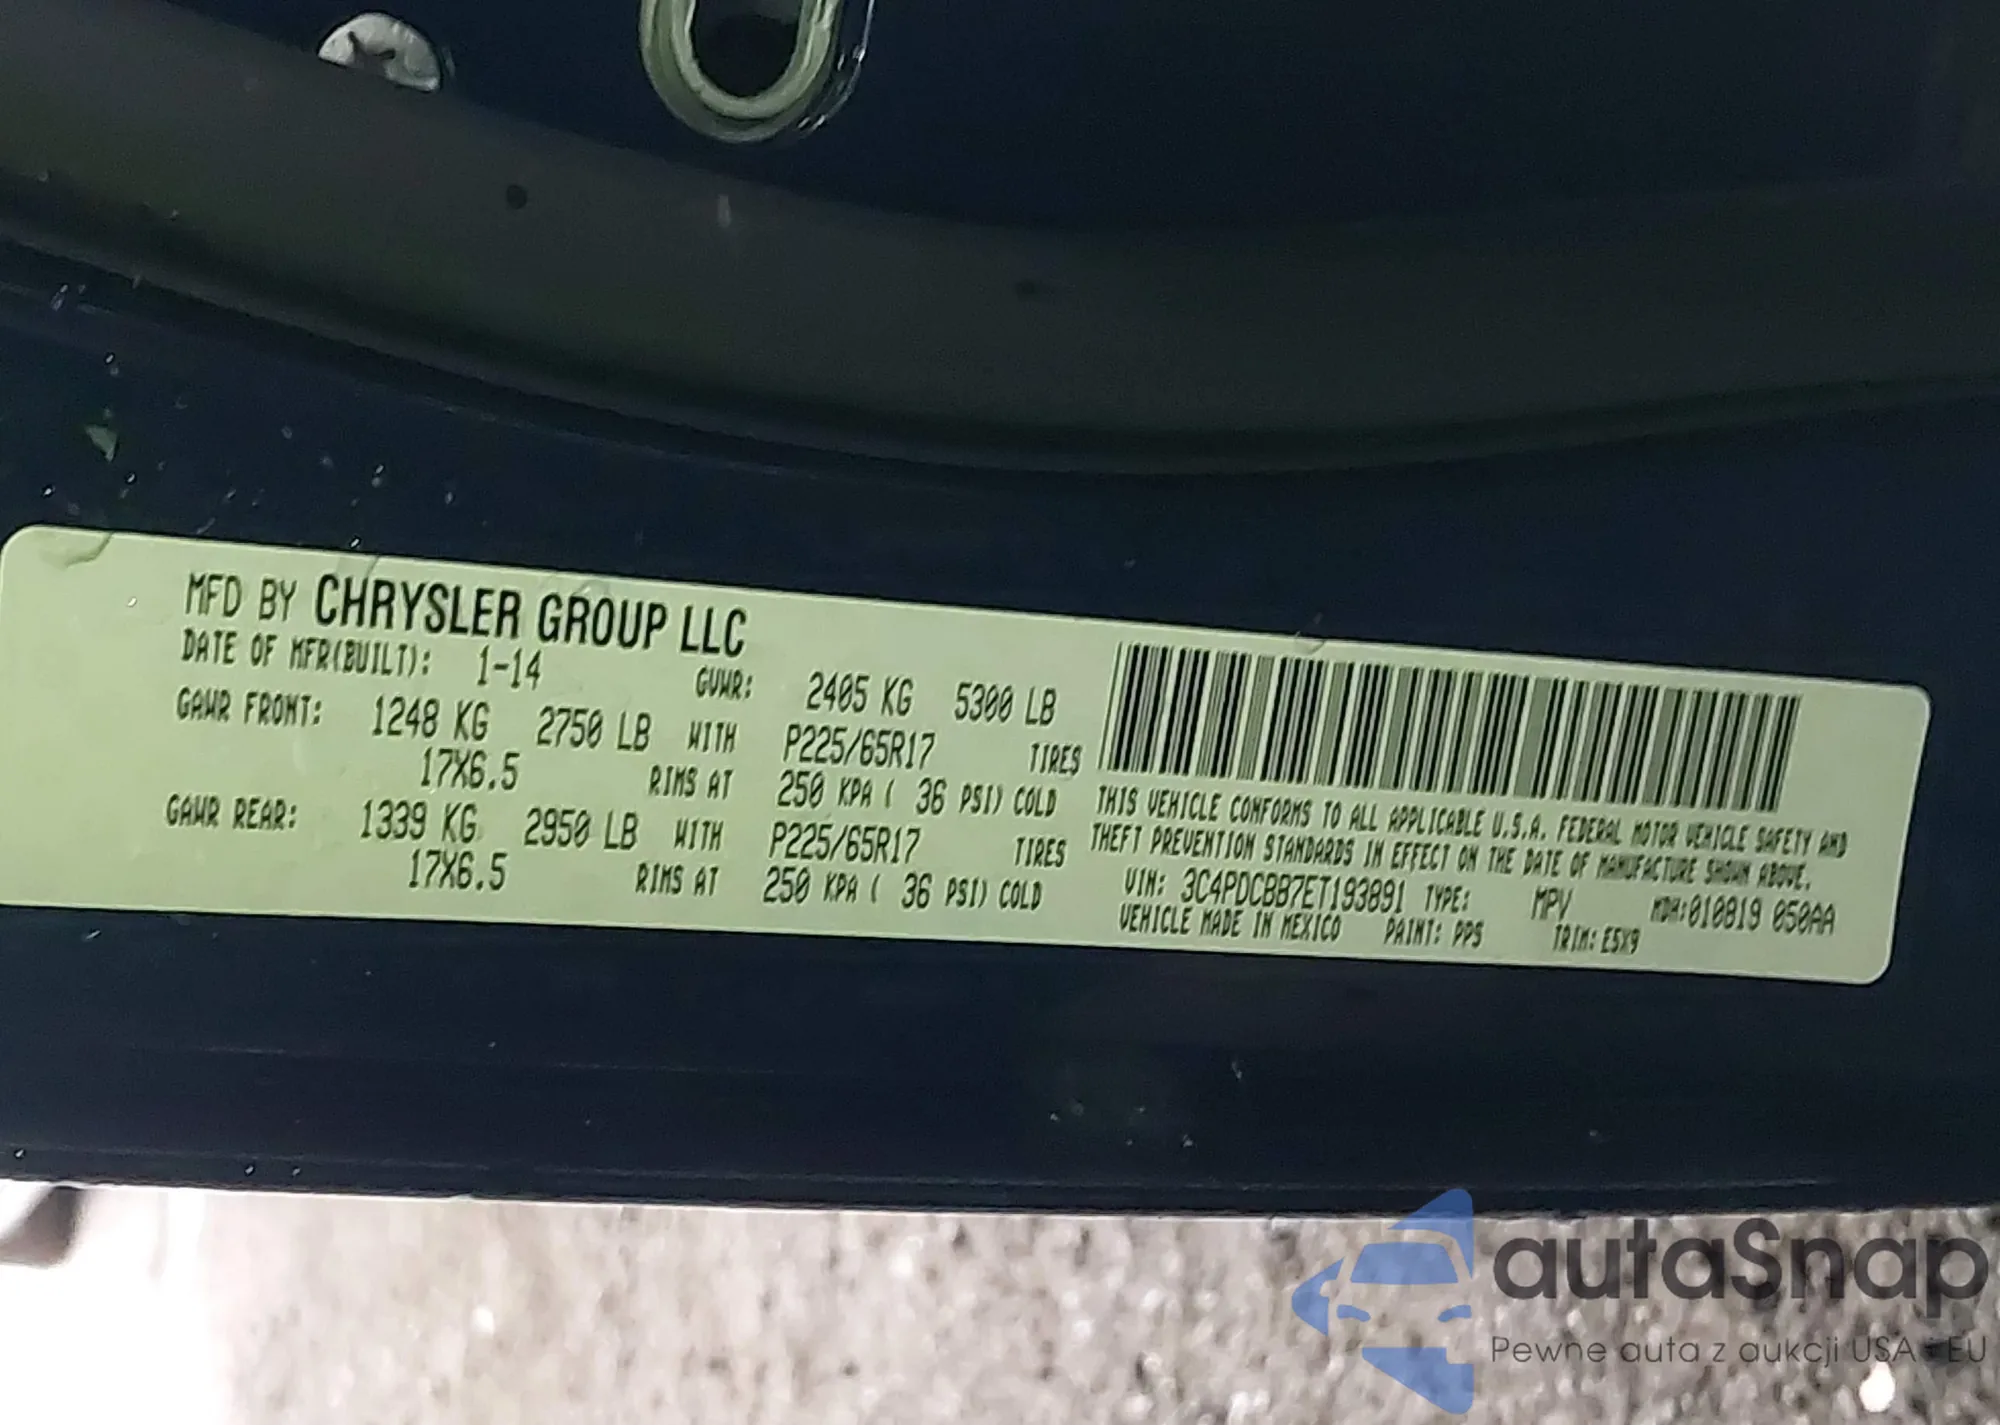 MFD BY CHRYSLER GROUP LLC
DATE OF MFR(BUILT): 1-14 GVWR: 2405 KG 5300 LB
GAWR FRONT: 1248 KG 2750 LB WITH P225/65R17 TIRES
17X6.5 RIMS AT 250 KPA ( 36 PSI) COLD
GAWR REAR: 1339 KG 2950 LB WITH P225/65R17 TIRES
17X6.5 RIMS AT 250 KPA ( 36 PSI) COLD
THIS VEHICLE CONFORMS TO ALL APPLICABLE U.S.A. FEDERAL MOTOR VEHICLE SAFETY AND
THEFT PREVENTION STANDARDS IN EFFECT ON THE DATE OF MANUFACTURE SHOWN ABOVE.
VIN: 3C4PDCBB7ET193891 TYPE: MPV MDH:010819 050AA
VEHICLE MADE IN MEXICO PAINT: PPS TRIM: E5X9
autaSnap
Pewne auta z aukcji USA i EU